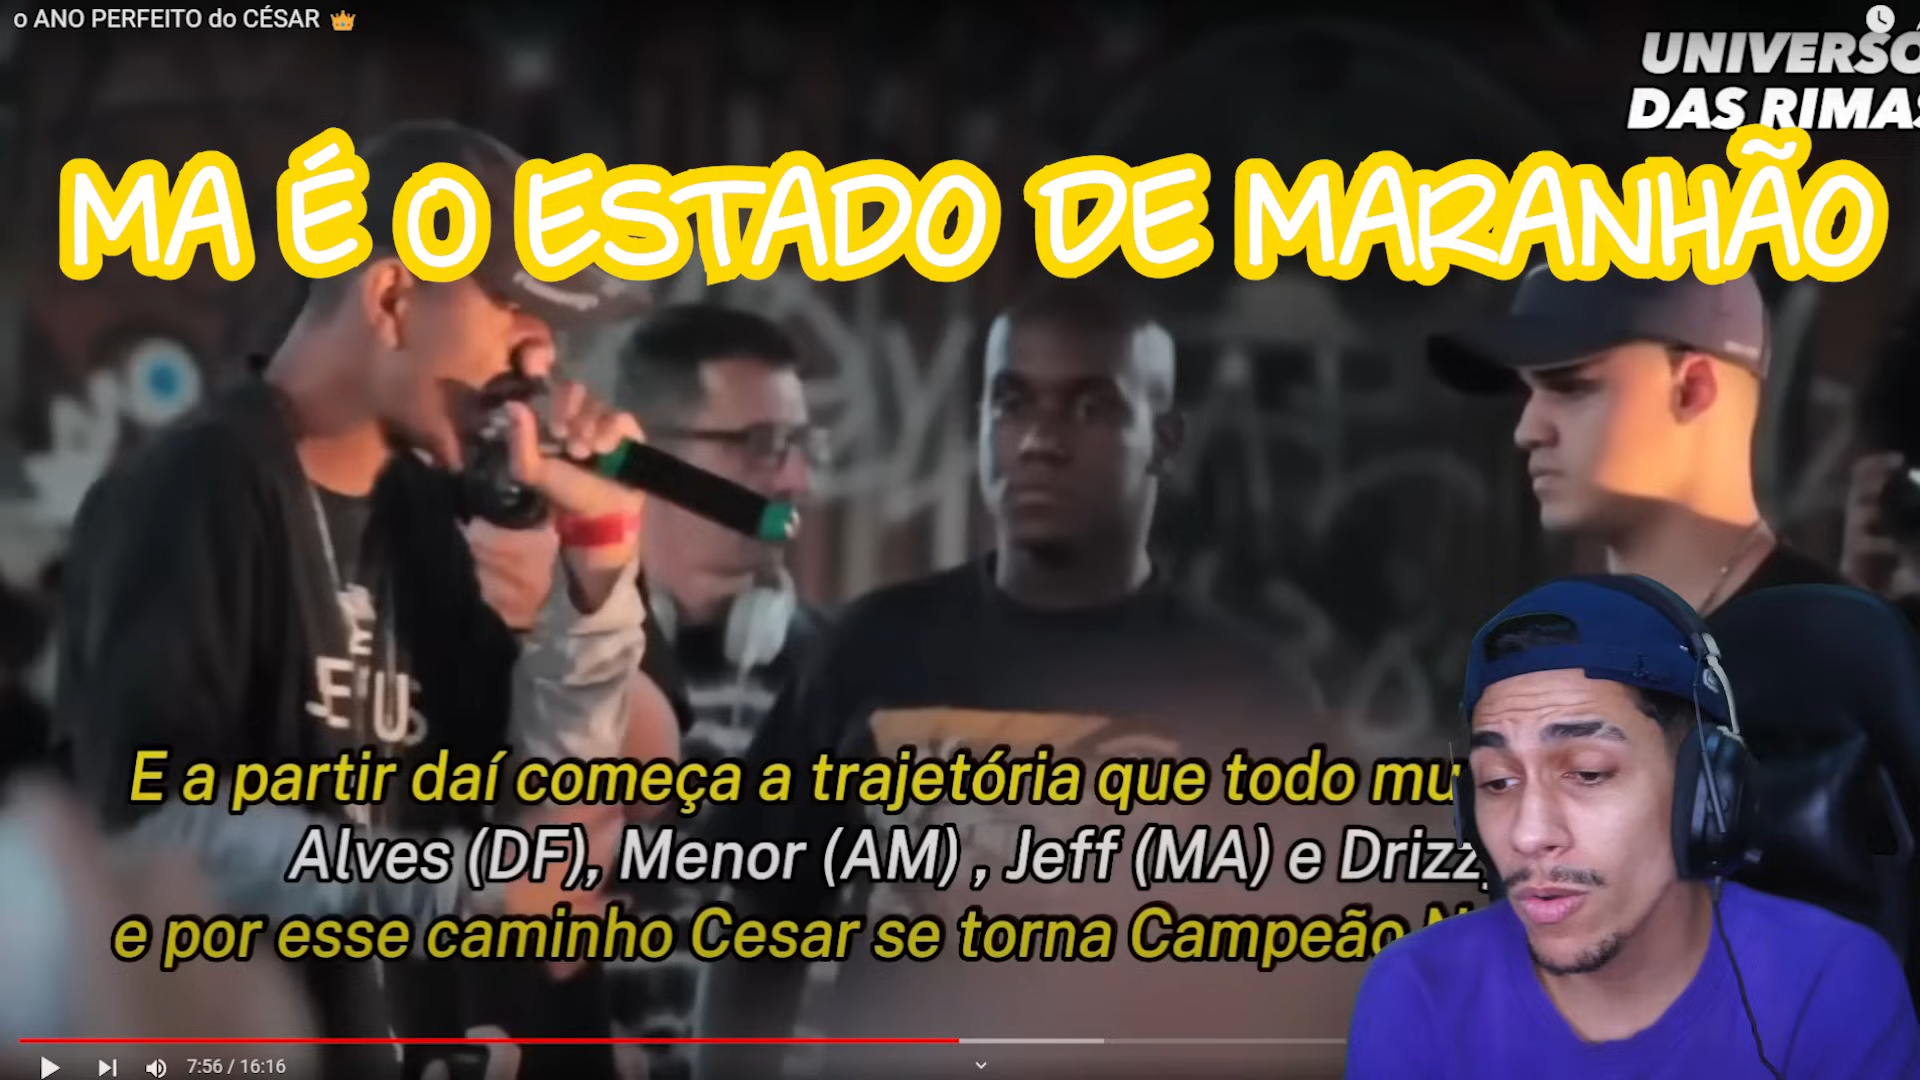 o ANO PERFEITO do CÉSAR 👑
UNIVERSO
DAS RIMAS
MA É O ESTADO DE MARANHÃO
E a partir daí começa a trajetória que todo
Alves (DF), Menor (AM) , Jeff (MA) e
e por esse caminho Cesar se torna Campeão
7:56 / 16:16